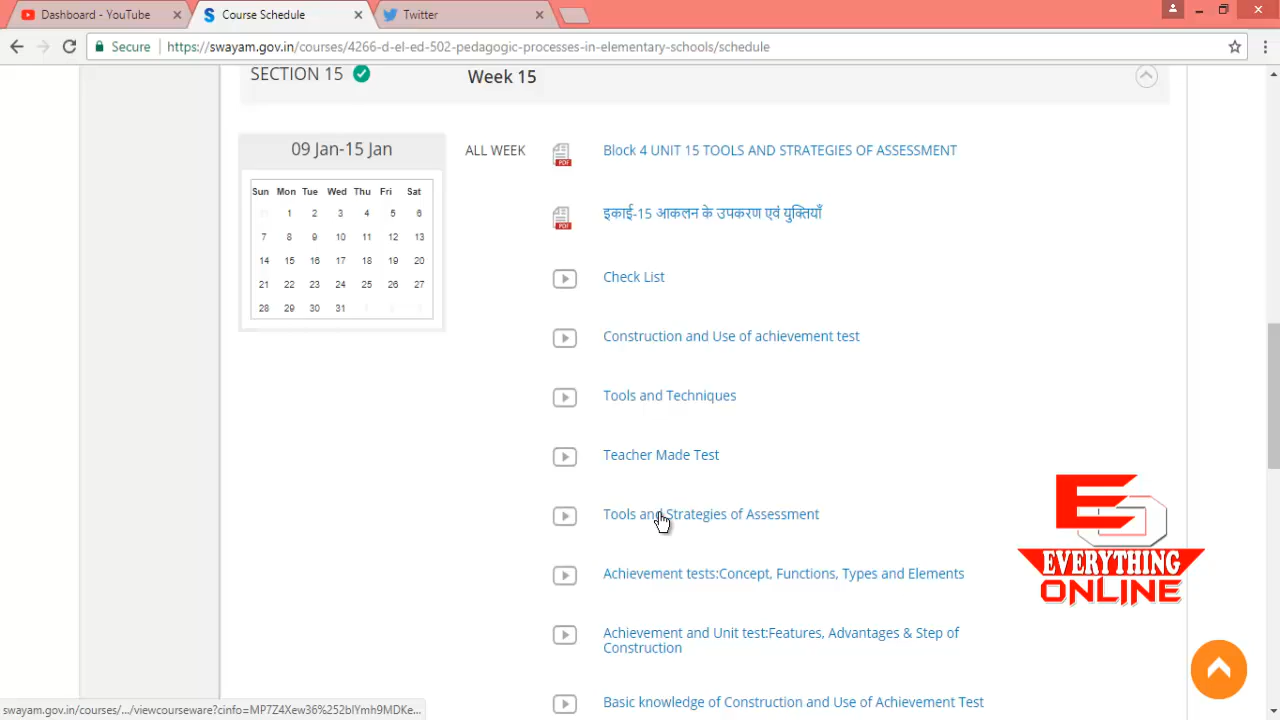 Dashboard - YouTube
Course Schedule
Twitter
Secure
https://swayam.gov.in/courses/4266-d-el-ed-502-pedagogic-processes-in-elementary-schools/schedule
SECTION 15
Week 15
09 Jan-15 Jan
ALL WEEK
Sun Mon Tue Wed Thu Fri Sat
1 2 3 4 5 6
7 8 9 10 11 12 13
14 15 16 17 18 19 20
21 22 23 24 25 26 27
28 29 30 31
PDF
Block 4 UNIT 15 TOOLS AND STRATEGIES OF ASSESSMENT
PDF
इकाई-15 आकलन के उपकरण एवं युक्तियाँ
Check List
Construction and Use of achievement test
Tools and Techniques
Teacher Made Test
Tools and Strategies of Assessment
Achievement tests:Concept, Functions, Types and Elements
Achievement and Unit test:Features, Advantages & Step of
Construction
Basic knowledge of Construction and Use of Achievement Test
EVERYTHING
ONLINE
swayam.gov.in/courses/.../viewcourseware?cinfo=MP7Z4Xew36%252blYmh9MDKe...